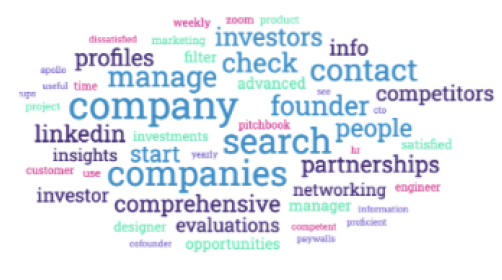 weekly zoom product
dissatisfied marketing investors info
profiles filter check
apollo manage contact
ups useful time advanced see competitors
project company founder cto
linkedin pitchbook search people
investments hr satisfied
insights start yearly partnerships
customer use companies
investor networking engineer
comprehensive manager information
designer evaluations competent proficient
cofounder opportunities paywalls